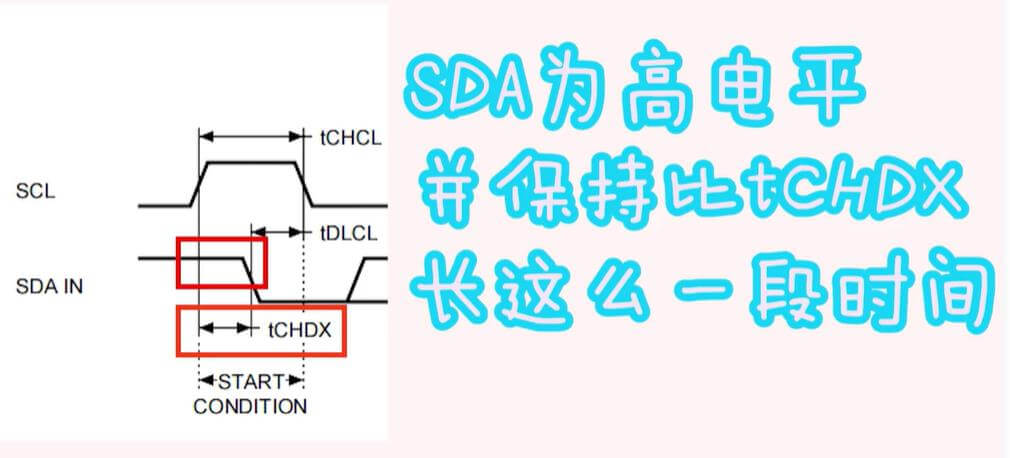 SDA为高电平
并保持比tCHDX
长这么一段时间
tCHCL
SCL
tDLCL
SDA IN
tCHDX
START
CONDITION